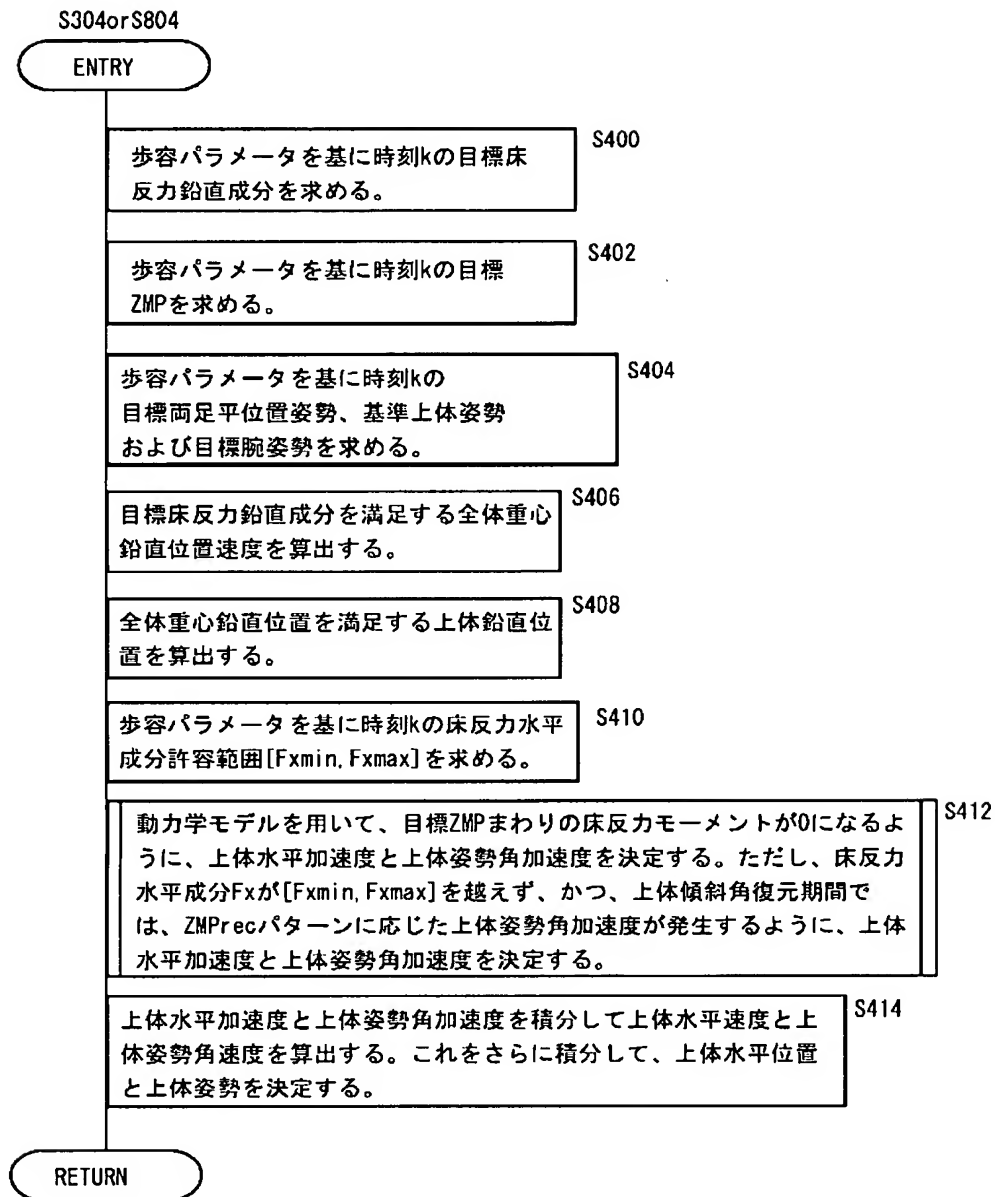 S304orS804
ENTRY
S400
歩容パラメータを基に時刻kの目標床
反力鉛直成分を求める。
S402
歩容パラメータを基に時刻kの目標
ZMPを求める。
S404
歩容パラメータを基に時刻kの
目標両足平位置姿勢、基準上体姿勢
および目標腕姿勢を求める。
S406
目標床反力鉛直成分を満足する全体重心
鉛直位置速度を算出する。
S408
全体重心鉛直位置を満足する上体鉛直位
置を算出する。
S410
歩容パラメータを基に時刻kの床反力水平
成分許容範囲[Fxmin,Fxmax]を求める。
S412
動力学モデルを用いて、目標ZMPまわりの床反力モーメントが0になるよ
うに、上体水平加速度と上体姿勢角加速度を決定する。ただし、床反力
水平成分Fxが[Fxmin,Fxmax]を越えず、かつ、上体傾斜角復元期間で
は、ZMPrecパターンに応じた上体姿勢角加速度が発生するように、上体
水平加速度と上体姿勢角加速度を決定する。
S414
上体水平加速度と上体姿勢角加速度を積分して上体水平速度と上
体姿勢角速度を算出する。これをさらに積分して、上体水平位置
と上体姿勢を決定する。
RETURN